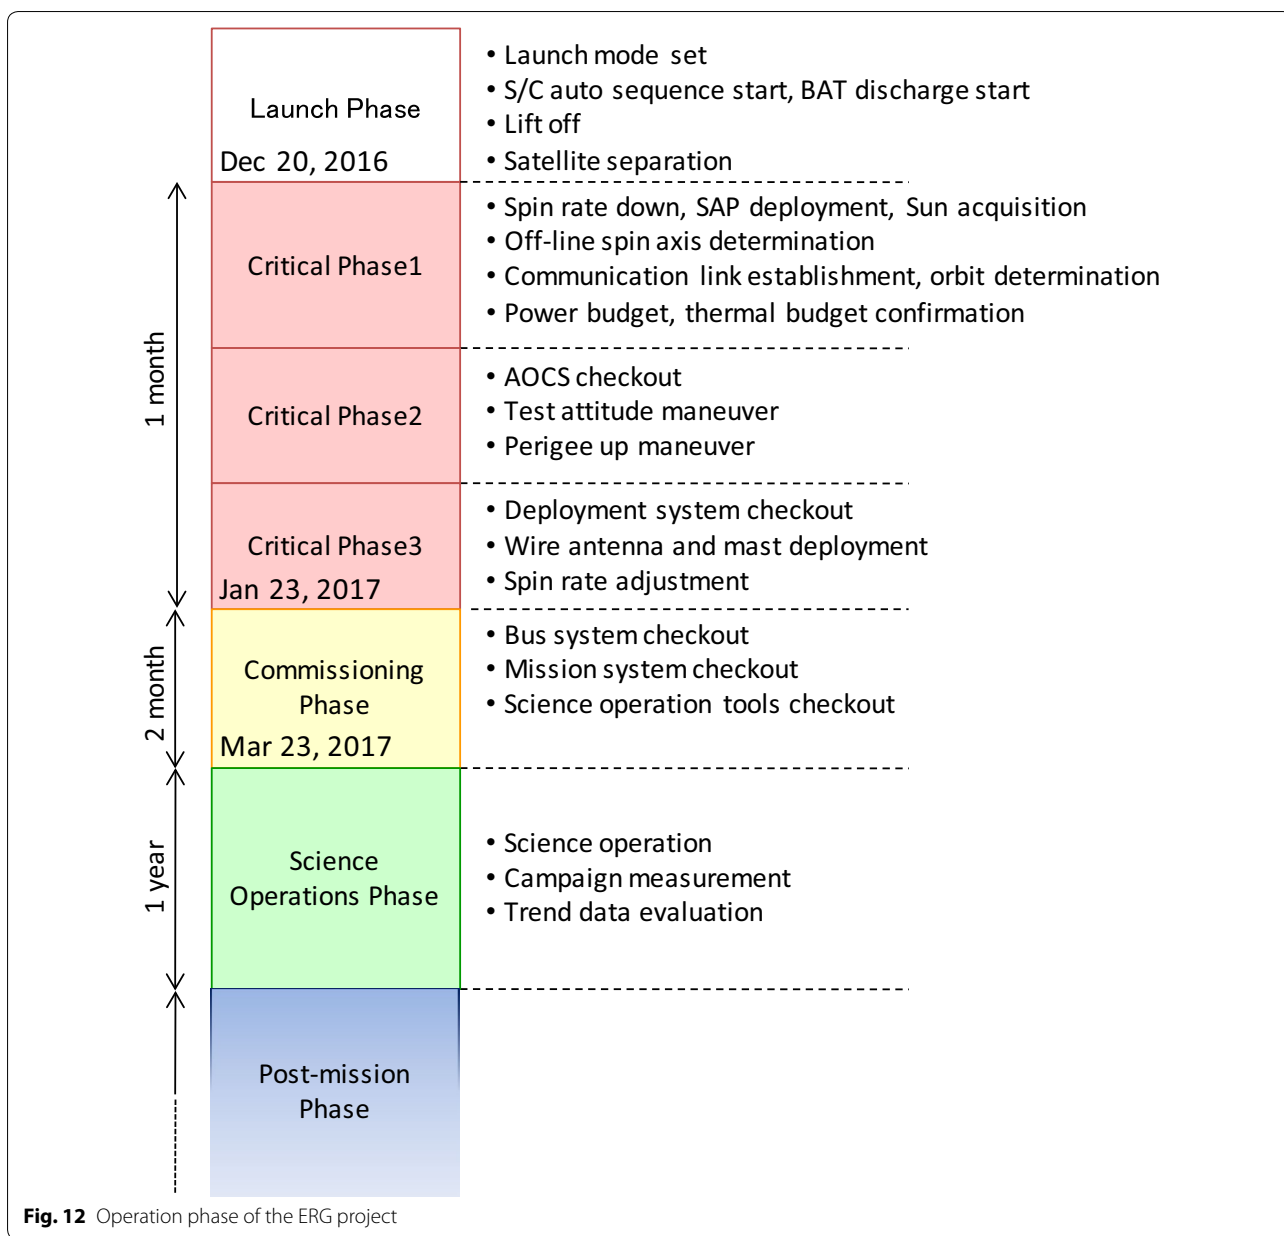 Launch Phase
Dec 20, 2016
• Launch mode set
• S/C auto sequence start, BAT discharge start
• Lift off
• Satellite separation
1 month
Critical Phase1
• Spin rate down, SAP deployment, Sun acquisition
• Off-line spin axis determination
• Communication link establishment, orbit determination
• Power budget, thermal budget confirmation
Critical Phase2
• AOCS checkout
• Test attitude maneuver
• Perigee up maneuver
Critical Phase3
Jan 23, 2017
• Deployment system checkout
• Wire antenna and mast deployment
• Spin rate adjustment
2 month
Commissioning
Phase
Mar 23, 2017
• Bus system checkout
• Mission system checkout
• Science operation tools checkout
1 year
Science
Operations Phase
• Science operation
• Campaign measurement
• Trend data evaluation
Post-mission
Phase
Fig. 12 Operation phase of the ERG project